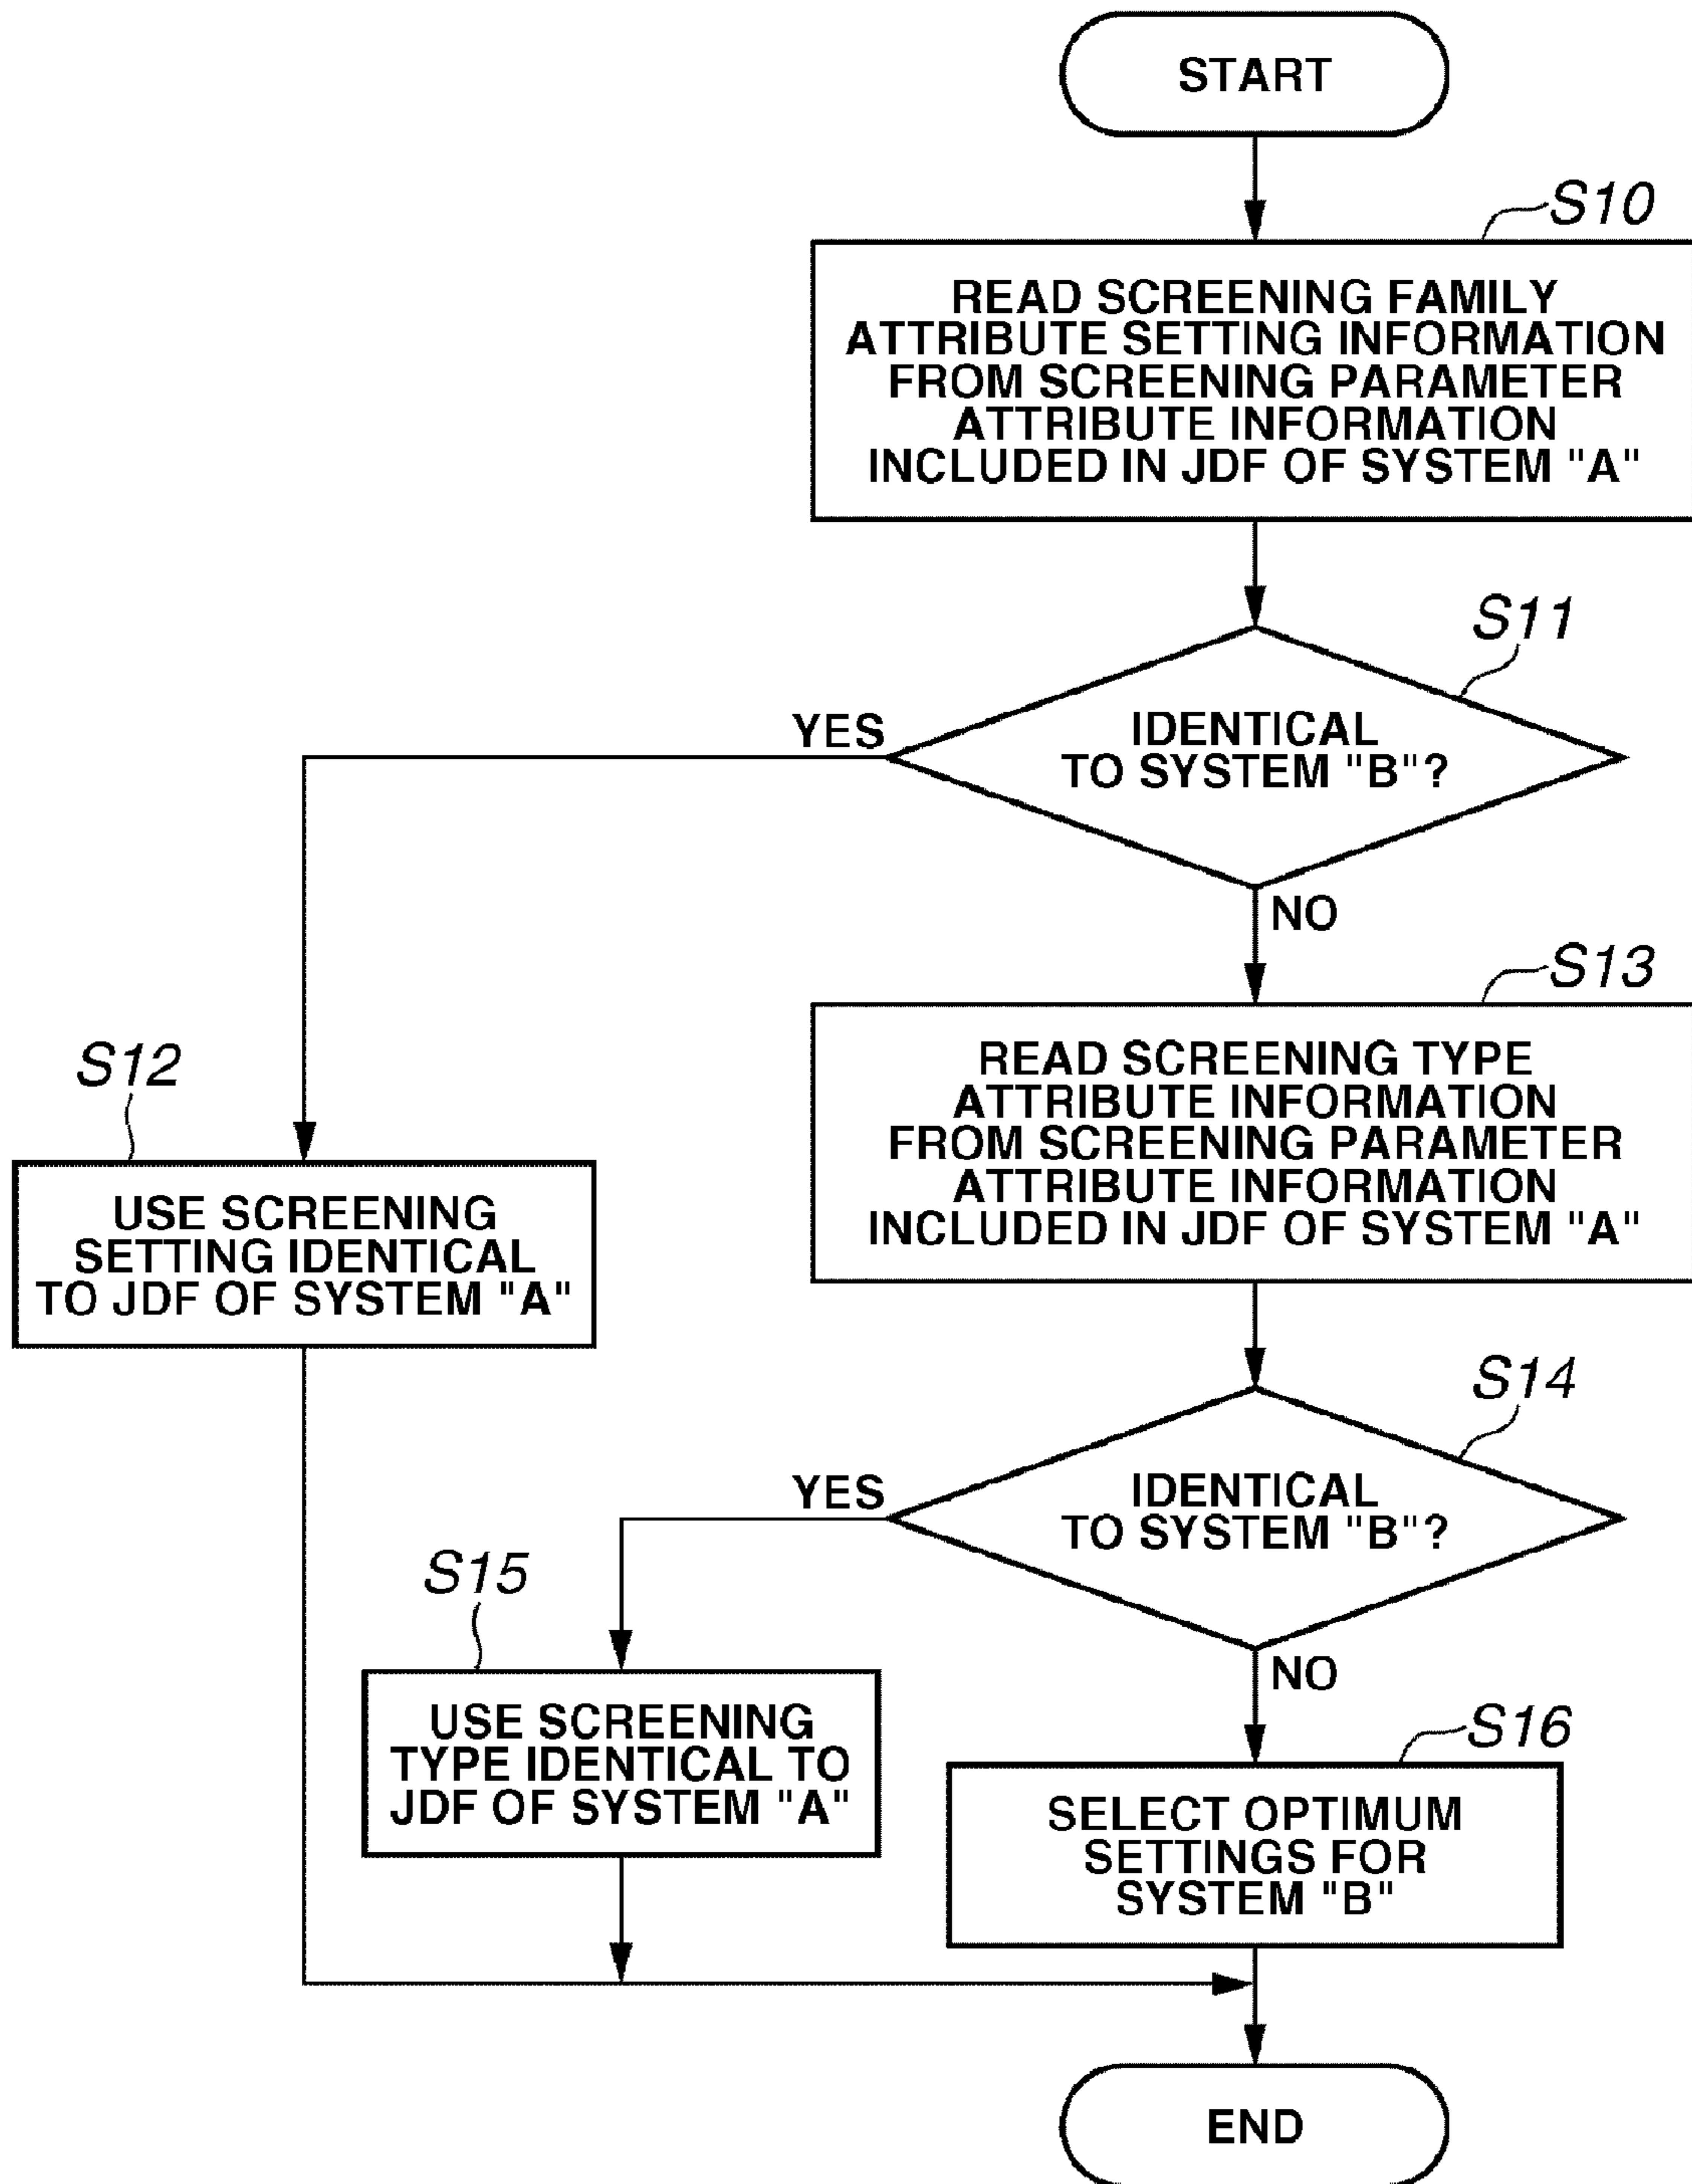 START
S10
READ SCREENING FAMILY
ATTRIBUTE SETTING INFORMATION
FROM SCREENING PARAMETER
ATTRIBUTE INFORMATION
INCLUDED IN JDF OF SYSTEM "A"
S11
IDENTICAL
TO SYSTEM "B"?
YES
NO
S12
USE SCREENING
SETTING IDENTICAL
TO JDF OF SYSTEM "A"
S13
READ SCREENING TYPE
ATTRIBUTE INFORMATION
FROM SCREENING PARAMETER
ATTRIBUTE INFORMATION
INCLUDED IN JDF OF SYSTEM "A"
S14
IDENTICAL
TO SYSTEM "B"?
YES
NO
S15
USE SCREENING
TYPE IDENTICAL TO
JDF OF SYSTEM "A"
S16
SELECT OPTIMUM
SETTINGS FOR
SYSTEM "B"
END